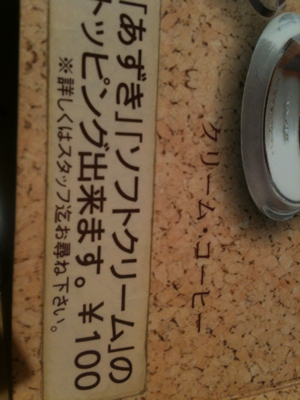 「あずき」「ソフトクリーム」の
トッピング出来ます。¥100
※詳しくはスタッフ迄お尋ね下さい。
クリーム・コーヒー